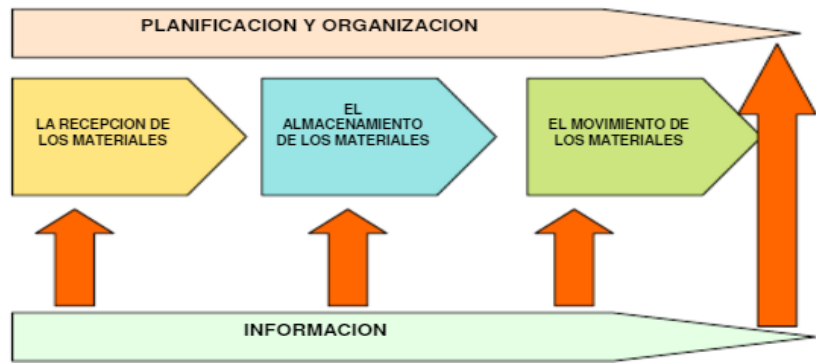 PLANIFICACION Y ORGANIZACION
LA RECEPCION DE
LOS MATERIALES
EL
ALMACENAMIENTO
DE LOS MATERIALES
EL MOVIMIENTO DE
LOS MATERIALES
INFORMACION